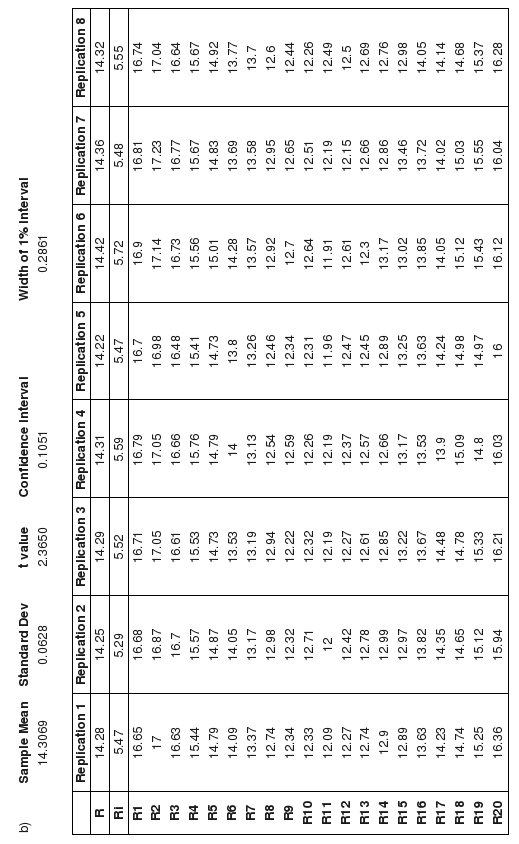 b) Sample Mean Standard Dev t value Confidence Interval Width of 1% Interval
14.3069 0.0628 2.3650 0.1051 0.2861
Replication 1 Replication 2 Replication 3 Replication 4 Replication 5 Replication 6 Replication 7 Replication 8
R 14.28 14.25 14.29 14.31 14.22 14.42 14.36 14.32
Ri 5.47 5.29 5.52 5.59 5.47 5.72 5.48 5.55
R1 16.65 16.68 16.71 16.79 16.7 16.9 16.81 16.74
R2 17 16.87 17.05 17.05 16.98 17.14 17.23 17.04
R3 16.63 16.7 16.61 16.66 16.48 16.73 16.77 16.64
R4 15.44 15.57 15.53 15.76 15.41 15.56 15.67 15.67
R5 14.79 14.87 14.73 14.79 14.73 15.01 14.83 14.92
R6 14.09 14.05 13.53 14 13.8 14.28 13.69 13.77
R7 13.37 13.17 13.19 13.13 13.26 13.57 13.58 13.7
R8 12.74 12.98 12.94 12.54 12.46 12.92 12.95 12.6
R9 12.34 12.32 12.22 12.59 12.34 12.7 12.65 12.44
R10 12.33 12.71 12.32 12.26 12.31 12.64 12.51 12.26
R11 12.09 12 12.19 12.19 11.96 11.91 12.19 12.49
R12 12.27 12.42 12.27 12.37 12.47 12.61 12.15 12.5
R13 12.74 12.78 12.61 12.57 12.45 12.3 12.66 12.69
R14 12.9 12.99 12.85 12.66 12.89 13.17 12.86 12.76
R15 12.89 12.97 13.22 13.17 13.25 13.02 13.46 12.98
R16 13.63 13.82 13.67 13.53 13.63 13.85 13.72 14.05
R17 14.23 14.35 14.48 13.9 14.24 14.05 14.02 14.14
R18 14.74 14.65 14.78 15.09 14.98 15.12 15.03 14.68
R19 15.25 15.12 15.33 14.8 14.97 15.43 15.55 15.37
R20 16.36 15.94 16.21 16.03 16 16.12 16.04 16.28